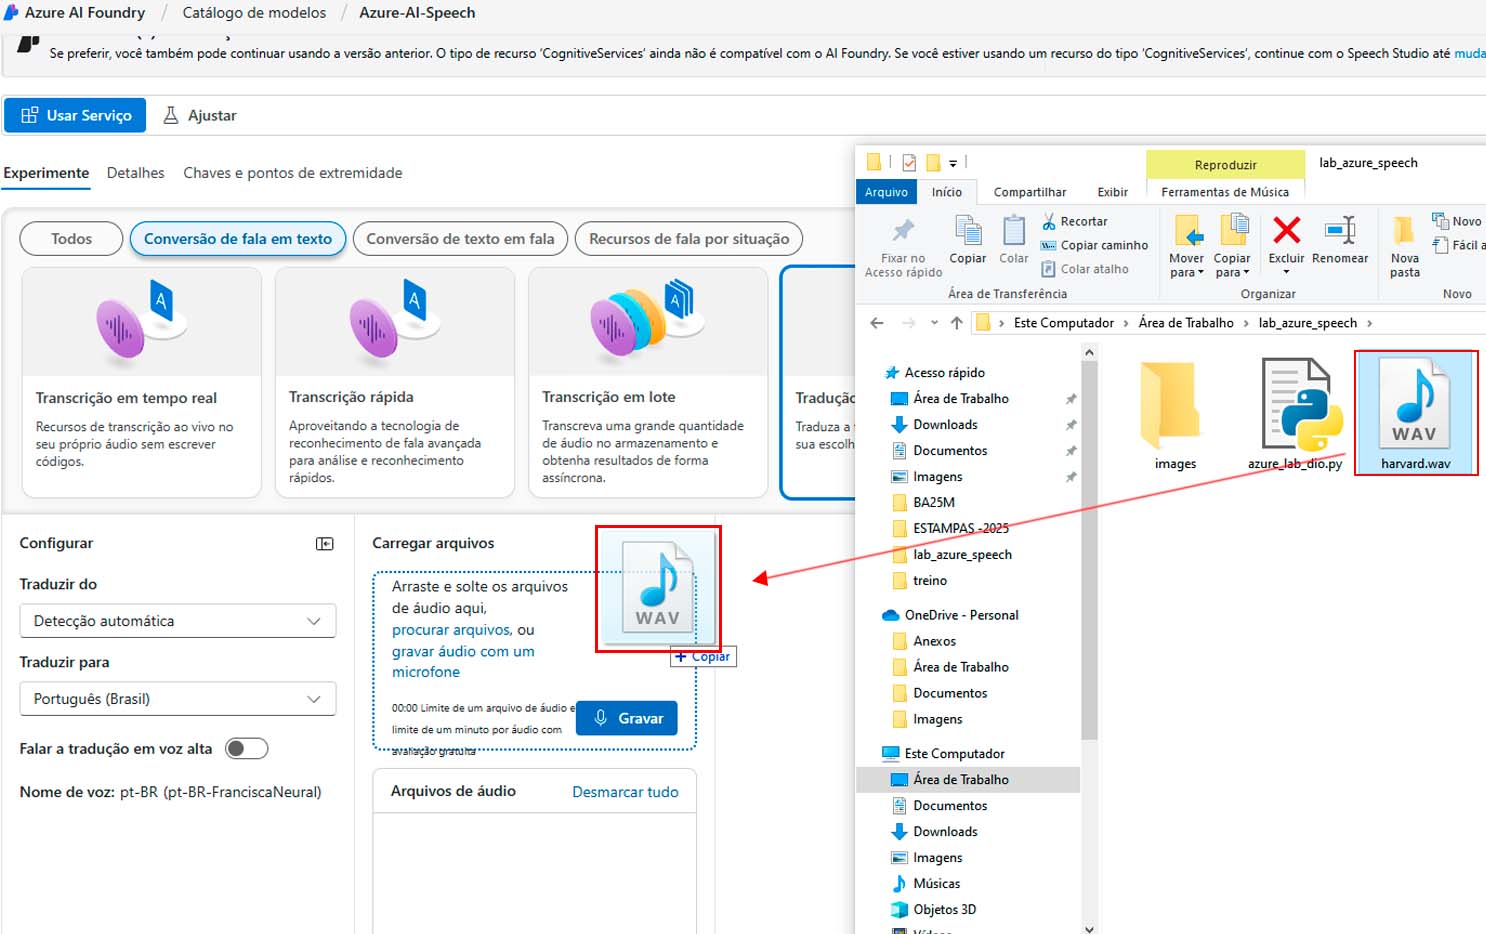 Azure AI Foundry / Catálogo de modelos / Azure-AI-Speech
Se preferir, você também pode continuar usando a versão anterior. O tipo de recurso 'CognitiveServices' ainda não é compatível com o AI Foundry. Se você estiver usando um recurso do tipo 'CognitiveServices', continue com o Speech Studio até muda
Usar Serviço
Ajustar
Experimente
Detalhes
Chaves e pontos de extremidade
Todos
Conversão de fala em texto
Conversão de texto em fala
Recursos de fala por situação
A
Transcrição em tempo real
Recursos de transcrição ao vivo no
seu próprio áudio sem escrever
códigos.
A
Transcrição rápida
Aproveitando a tecnologia de
reconhecimento de fala avançada
para análise e reconhecimento
rápidos.
A
Transcrição em lote
Transcreva uma grande quantidade
de áudio no armazenamento e
obtenha resultados de forma
assíncrona.
Tradução
Traduza a
sua escolh
Configurar
Traduzir do
Detecção automática
Traduzir para
Português (Brasil)
Falar a tradução em voz alta
Nome de voz: pt-BR (pt-BR-FranciscaNeural)
Carregar arquivos
Arraste e solte os arquivos
de áudio aqui,
procurar arquivos, ou
gravar áudio com um
microfone
00:00 Limite de um arquivo de áudio e
limite de um minuto por áudio com
avaliação gratuita
Gravar
WAV
+ Copiar
Arquivos de áudio
Desmarcar tudo
Reproduzir
lab_azure_speech
Arquivo
Início
Compartilhar
Exibir
Ferramentas de Música
Fixar no
Acesso rápido
Copiar
Colar
Recortar
Copiar caminho
Colar atalho
Área de Transferência
Mover
para
Copiar
para
Excluir
Renomear
Organizar
Nova
pasta
Novo
Fácil a
Novo
Este Computador > Área de Trabalho > lab_azure_speech >
Acesso rápido
Área de Trabalho
Downloads
Documentos
Imagens
BA25M
ESTAMPAS -2025
lab_azure_speech
treino
OneDrive - Personal
Anexos
Área de Trabalho
Documentos
Imagens
Este Computador
Área de Trabalho
Documentos
Downloads
Imagens
Músicas
Objetos 3D
images
azure_lab_dio.py
WAV
harvard.wav